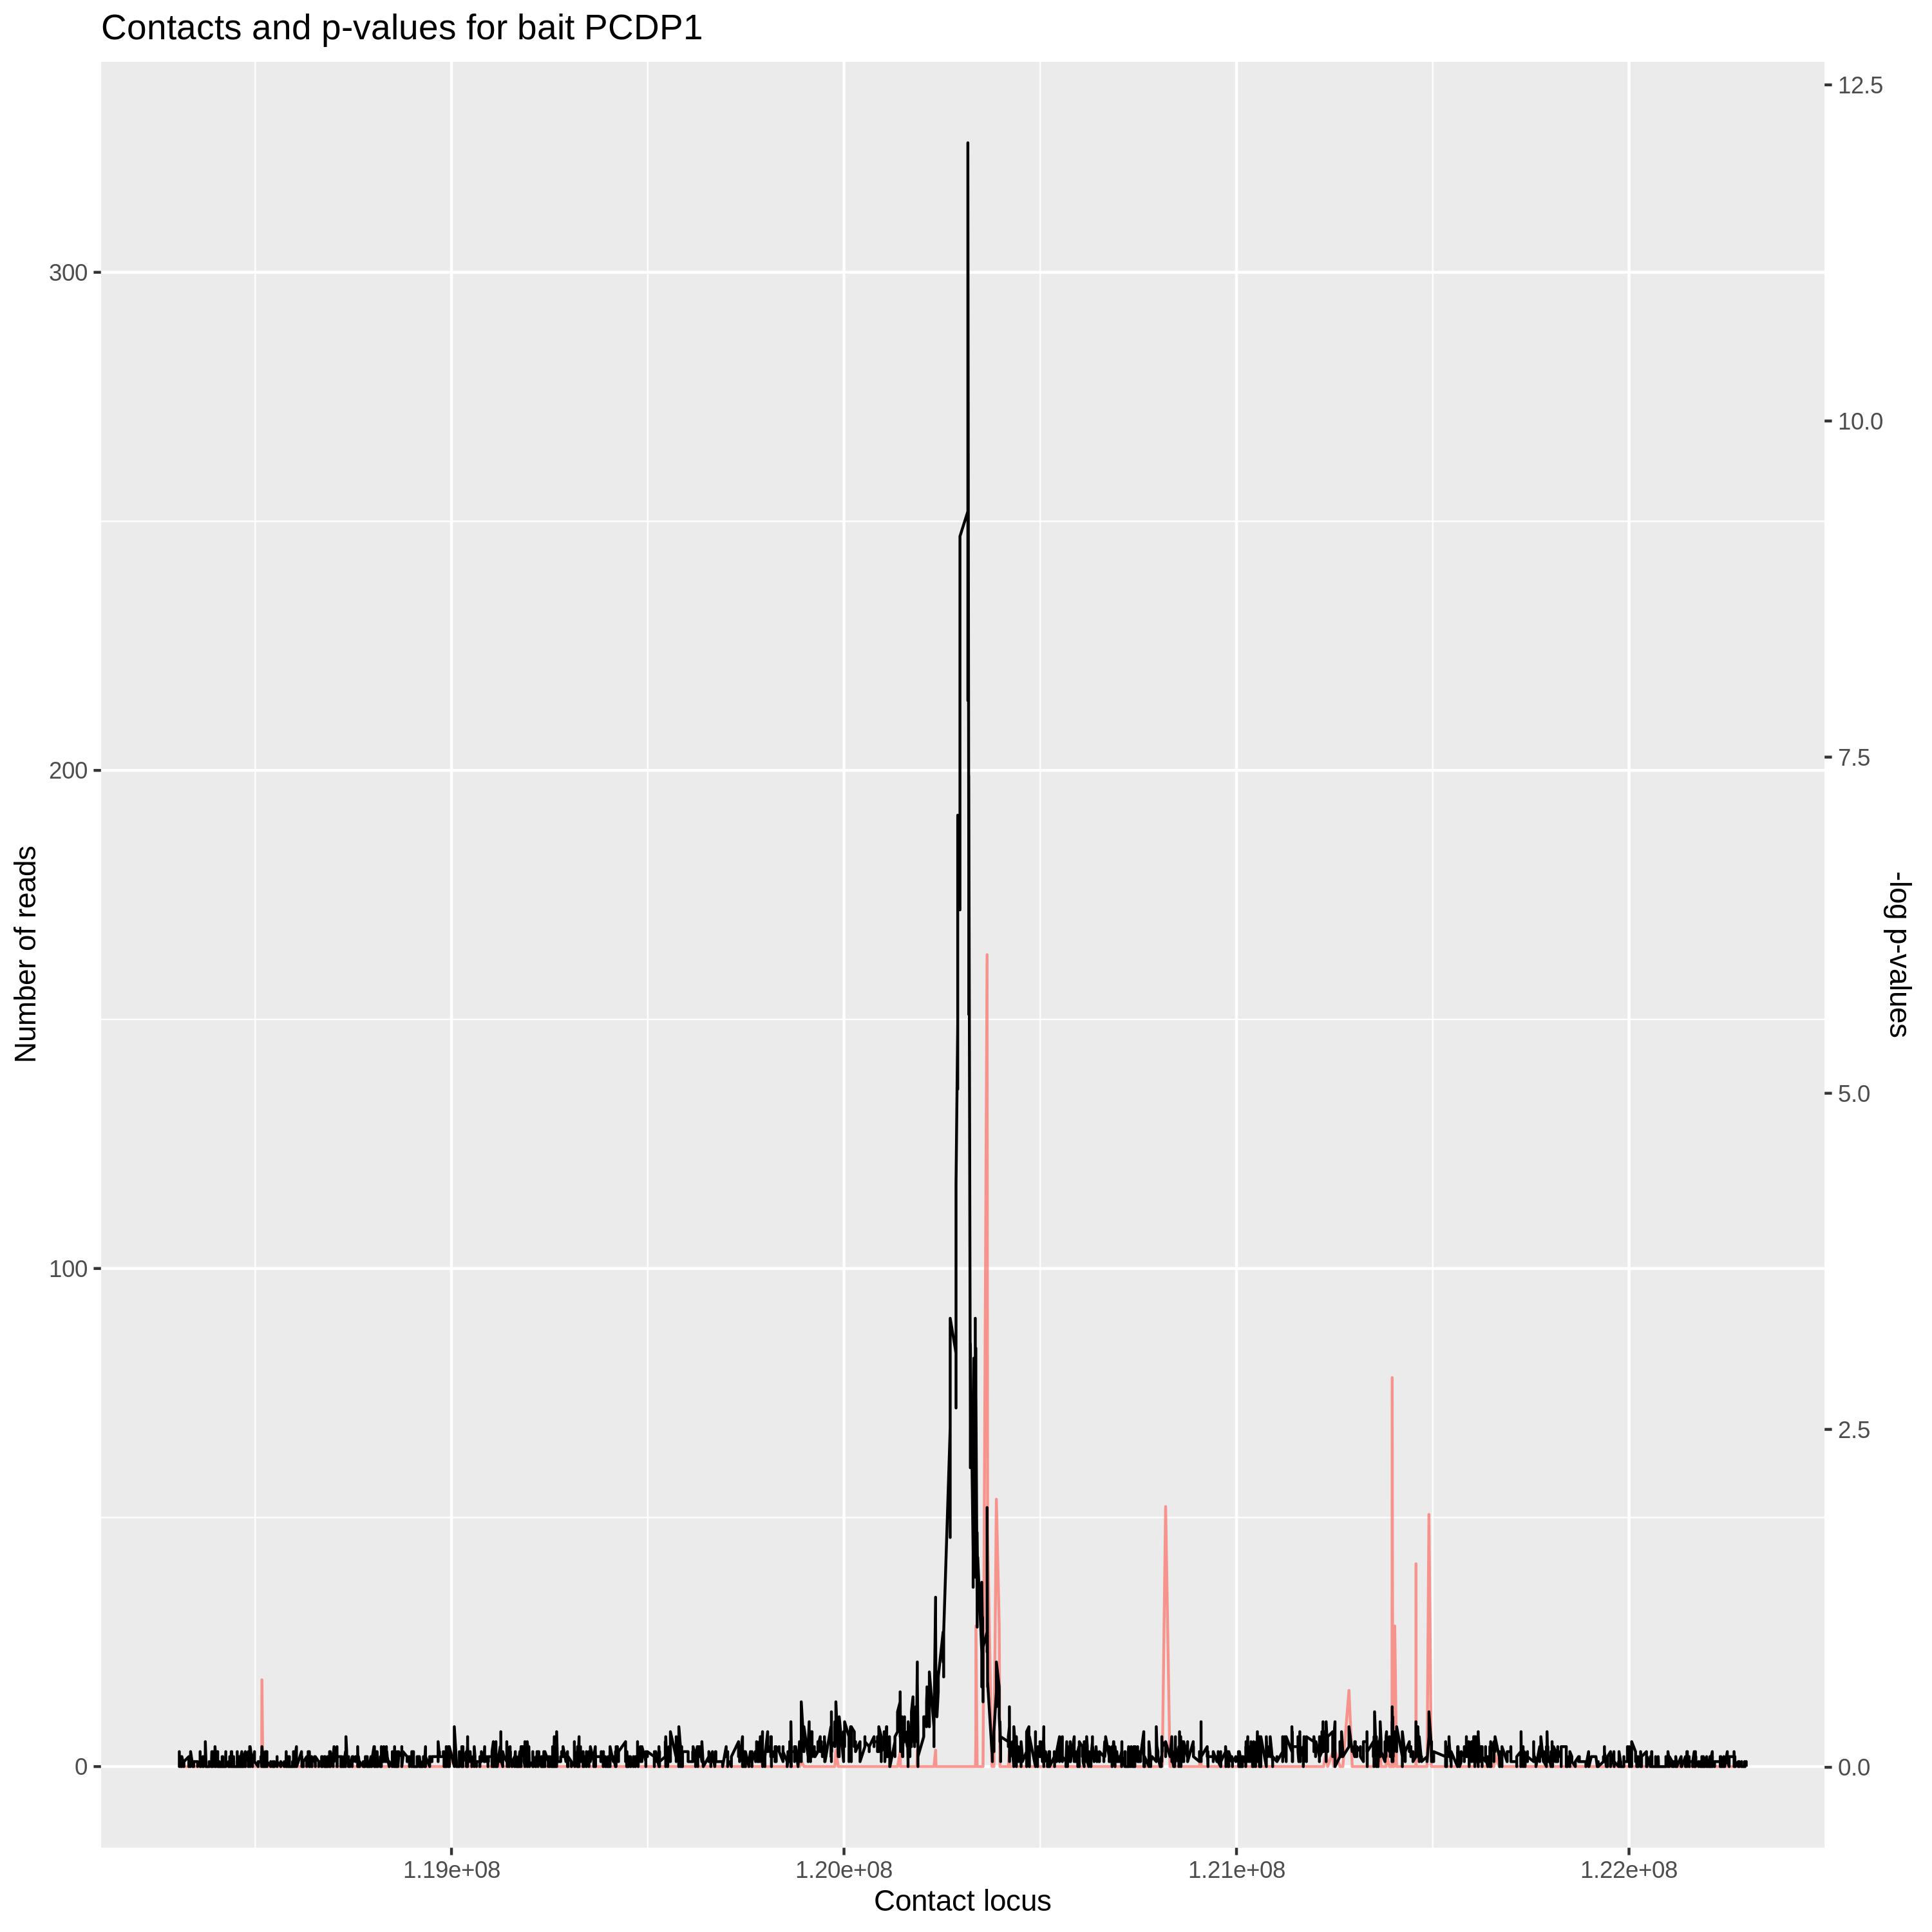 Contacts and p-values for bait PCDP1
12.5
10.0
7.5
5.0
2.5
0.0
300
200
100
0
Number of reads
-log p-values
1.19e+08
1.20e+08
1.21e+08
1.22e+08
Contact locus